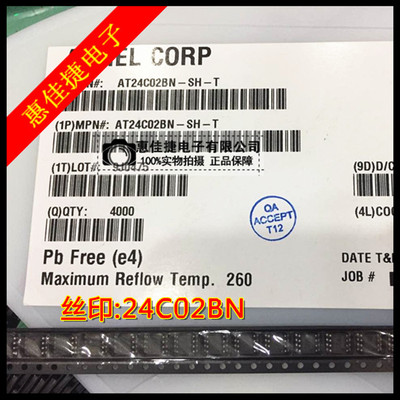 惠佳捷电子
EL CORP
N#: AT24C02BN-SH-T
(1P)MPN#: AT24C02BN-SH-T
惠佳捷电子有限公司
100%实物拍摄 正品保障
(1T)LOT#:
(9D)D/C
(Q)QTY: 4000
QA
ACCEPT
T12
(4L)COO
Pb Free (e4)
Maximum Reflow Temp. 260
DATE T&
JOB #
丝印:24C02BN